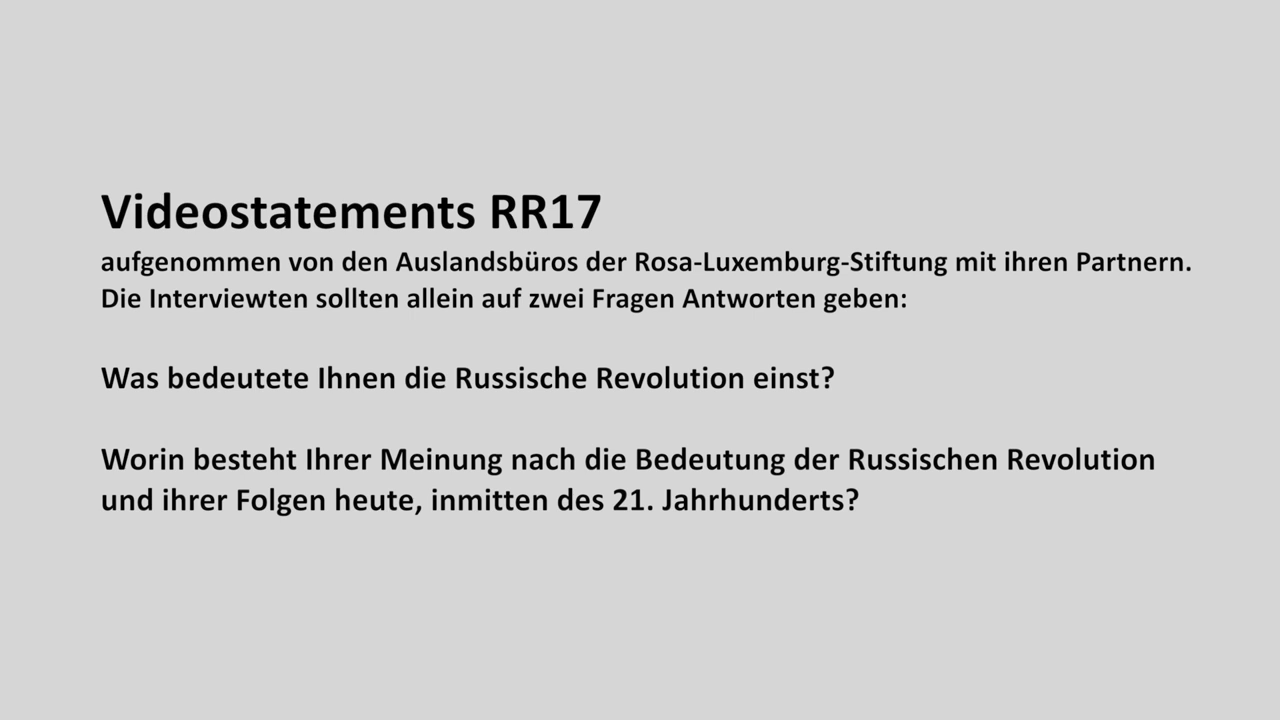 Videostatements RR17
aufgenommen von den Auslandsbüros der Rosa-Luxemburg-Stiftung mit ihren Partnern.
Die Interviewten sollten allein auf zwei Fragen Antworten geben:
Was bedeutete Ihnen die Russische Revolution einst?
Worin besteht Ihrer Meinung nach die Bedeutung der Russischen Revolution
und ihrer Folgen heute, inmitten des 21. Jahrhunderts?